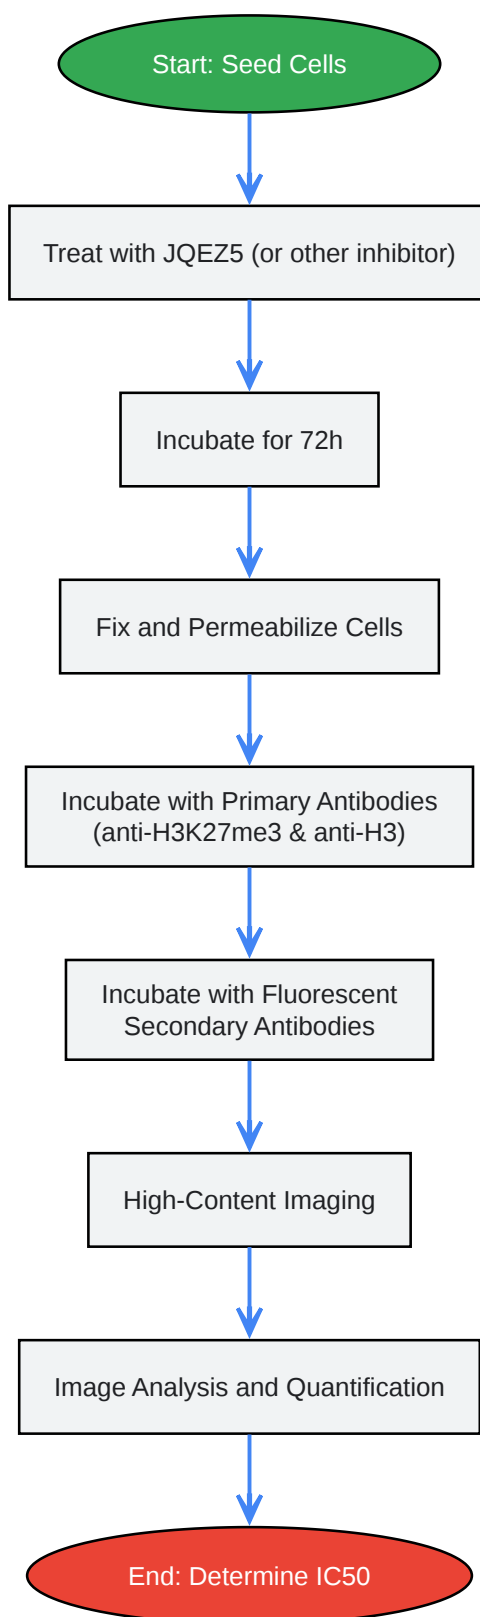 Start: Seed Cells
Treat with JQEZ5 (or other inhibitor)
Incubate for 72h
Fix and Permeabilize Cells
Incubate with Primary Antibodies
(anti-H3K27me3 & anti-H3)
Incubate with Fluorescent
Secondary Antibodies
High-Content Imaging
Image Analysis and Quantification
End: Determine IC50